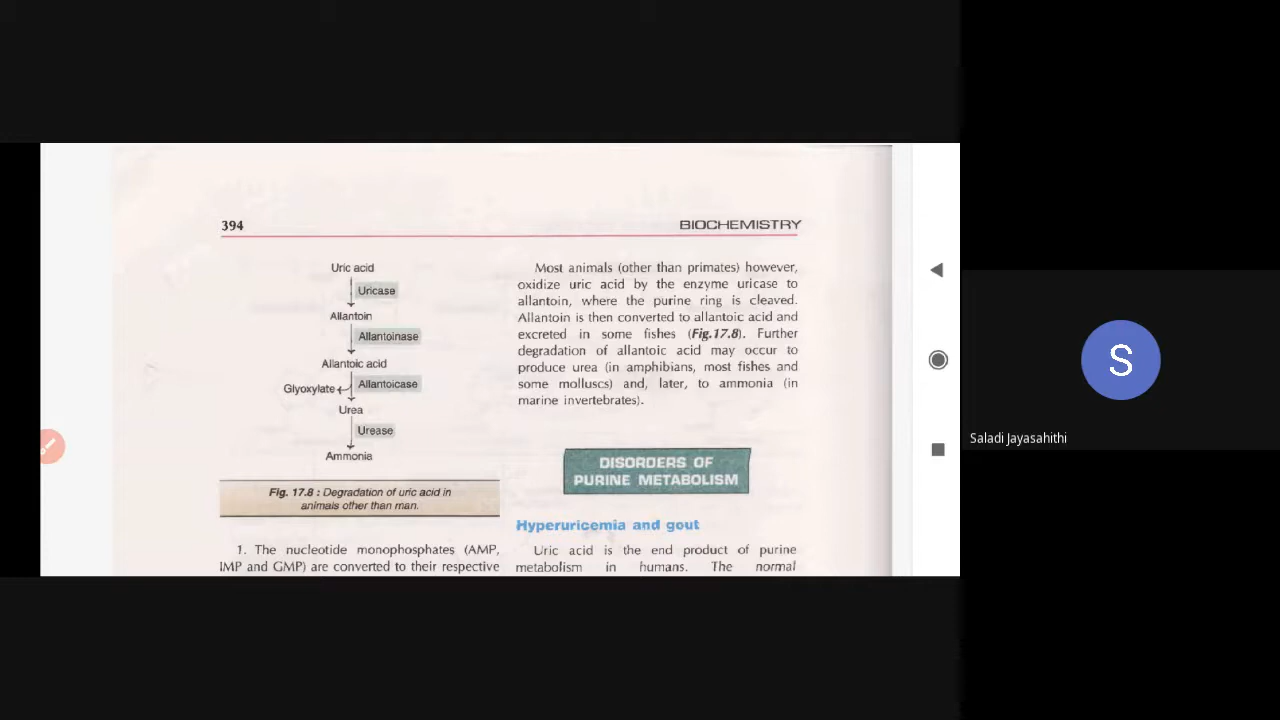 394
BIOCHEMISTRY
Uric acid
Uricase
Allantoin
Allantoinase
Allantoic acid
Glyoxylate
Allantoicase
Urea
Urease
Ammonia
Fig. 17.8 : Degradation of uric acid in
animals other than man.
1. The nucleotide monophosphates (AMP,
IMP and GMP) are converted to their respective
Most animals (other than primates) however,
oxidize uric acid by the enzyme uricase to
allantoin, where the purine ring is cleaved.
Allantoin is then converted to allantoic acid and
excreted in some fishes (Fig.17.8). Further
degradation of allantoic acid may occur to
produce urea (in amphibians, most fishes and
some molluscs) and, later, to ammonia (in
marine invertebrates).
DISORDERS OF
PURINE METABOLISM
Hyperuricemia and gout
Uric acid is the end product of purine
metabolism in humans. The normal
S
Saladi Jayasahithi